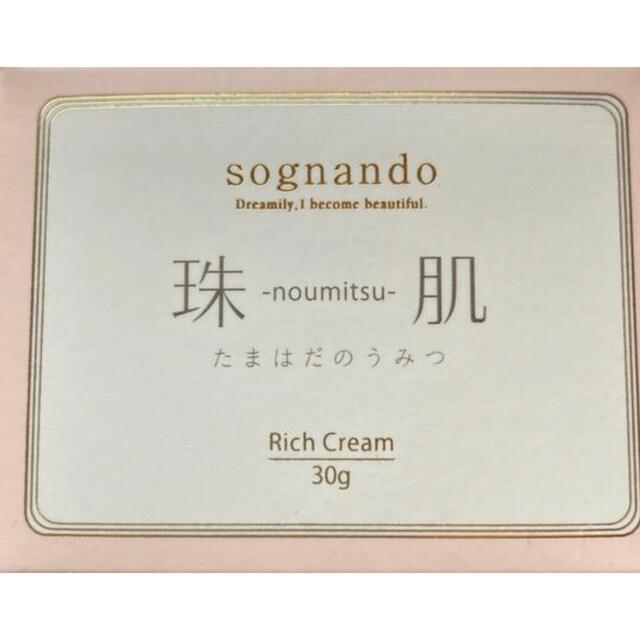 sognando
Dreamily,I become beautiful.
珠 -noumitsu- 肌
たまはだのうみつ
Rich Cream
30g